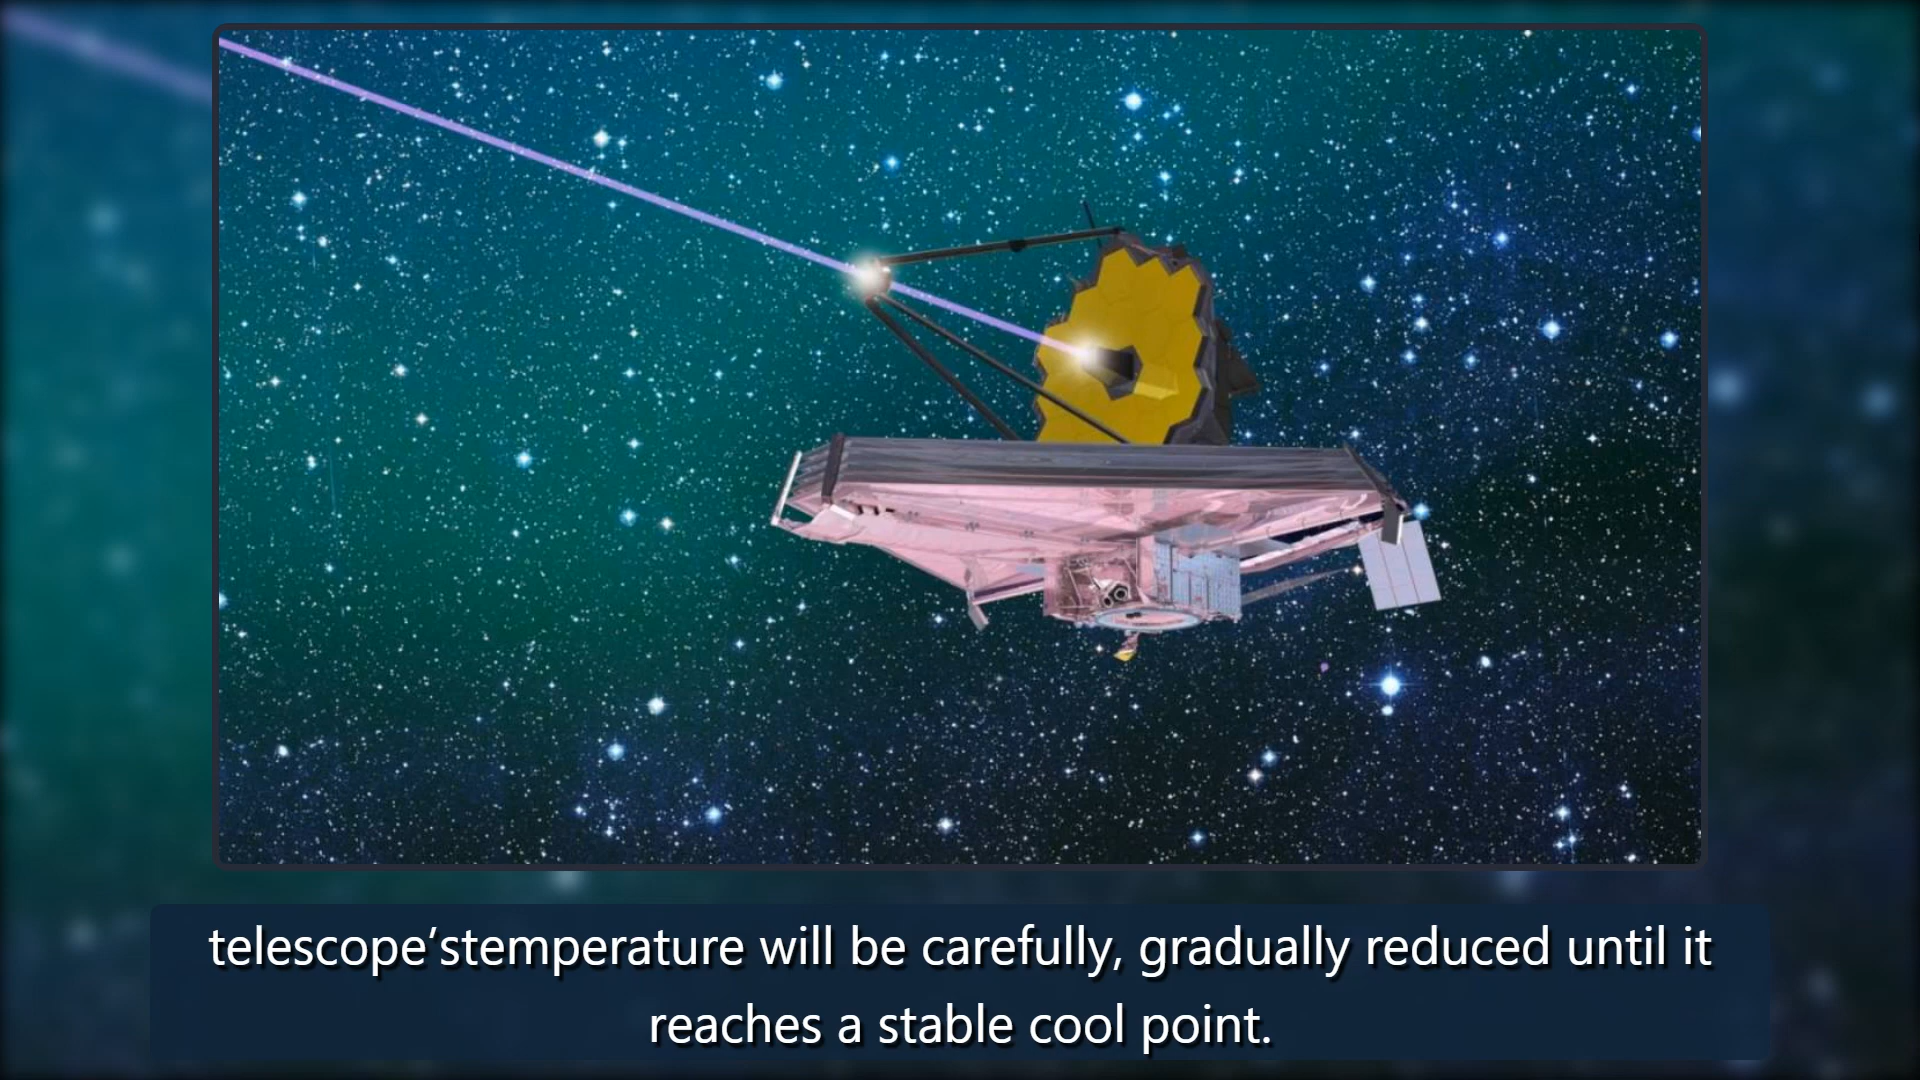 telescope’stemperature will be carefully, gradually reduced until it
reaches a stable cool point.